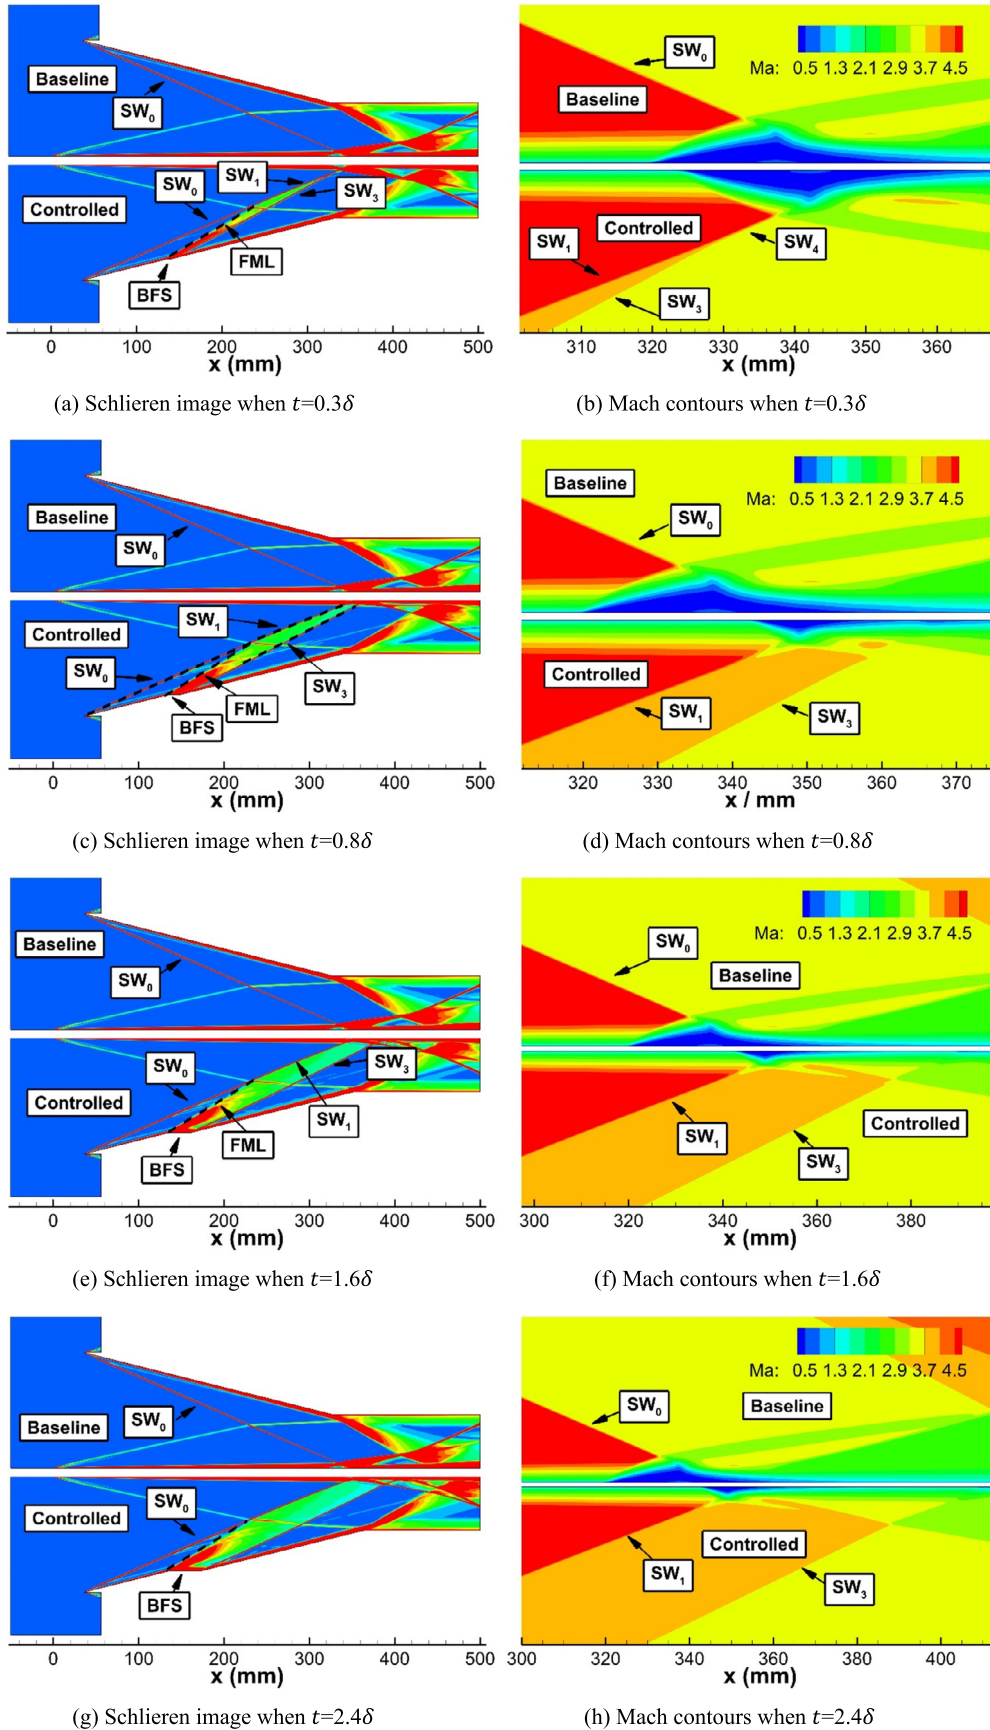 Baseline
SW₀
SW₀
SW₁
SW₃
Controlled
FML
BFS
0 100 200 300 400 500
x (mm)
SW₀
Ma: 0.5 1.3 2.1 2.9 3.7 4.5
Baseline
Controlled
SW₁
SW₄
SW₃
310 320 330 340 350 360
x (mm)
(a) Schlieren image when t=0.3δ
(b) Mach contours when t=0.3δ
Baseline
SW₀
Controlled
SW₁
SW₀
SW₃
FML
BFS
0 100 200 300 400 500
x (mm)
Baseline
Ma: 0.5 1.3 2.1 2.9 3.7 4.5
SW₀
Controlled
SW₁
SW₃
320 330 340 350 360 370
x / mm
(c) Schlieren image when t=0.8δ
(d) Mach contours when t=0.8δ
Baseline
SW₀
SW₀
SW₃
Controlled
SW₁
FML
BFS
0 100 200 300 400 500
x (mm)
Ma: 0.5 1.3 2.1 2.9 3.7 4.5
SW₀
Baseline
SW₁
Controlled
SW₃
300 320 340 360 380
x (mm)
(e) Schlieren image when t=1.6δ
(f) Mach contours when t=1.6δ
Baseline
SW₀
SW₀
Controlled
BFS
0 100 200 300 400 500
x (mm)
Ma: 0.5 1.3 2.1 2.9 3.7 4.5
SW₀
Baseline
Controlled
SW₁
SW₃
300 320 340 360 380 400
x (mm)
(g) Schlieren image when t=2.4δ
(h) Mach contours when t=2.4δ